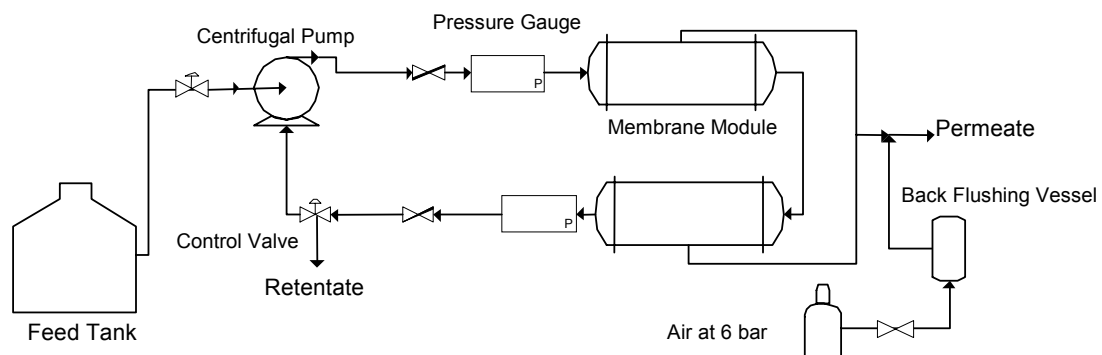 Pressure Gauge
Centrifugal Pump
P
Membrane Module
Permeate
Back Flushing Vessel
P
Control Valve
Retentate
Feed Tank
Air at 6 bar